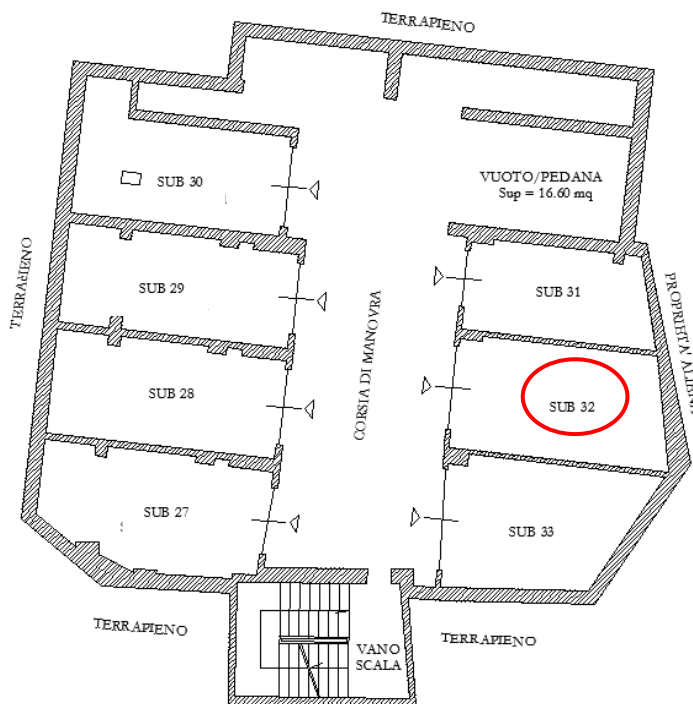 TERRAPIENO
SUB 30
VUOTO/PEDANA
Sup = 16.60 mq
TERRAPIENO
SUB 29
SUB 31
CORSIA DI MANOVRA
PROPRIETA'
SUB 28
SUB 32
SUB 27
SUB 33
TERRAPIENO
VANO
SCALA
TERRAPIENO